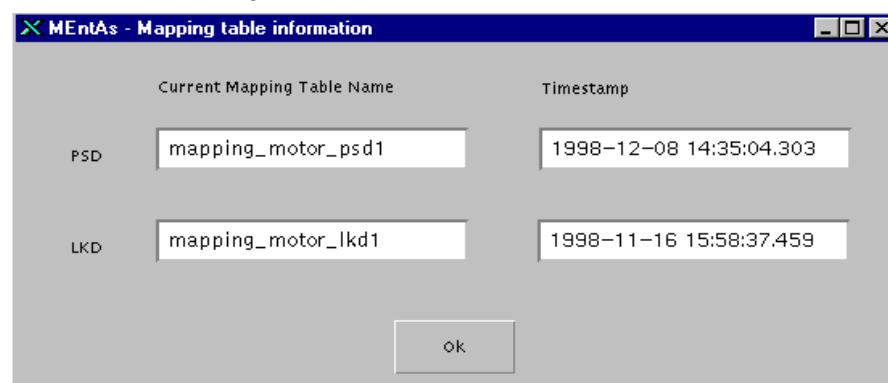 MEntAs - Mapping table information
Current Mapping Table Name Timestamp
PSD mapping_motor_psd1 1998-12-08 14:35:04.303
LKD mapping_motor_lkd1 1998-11-16 15:58:37.459
ok